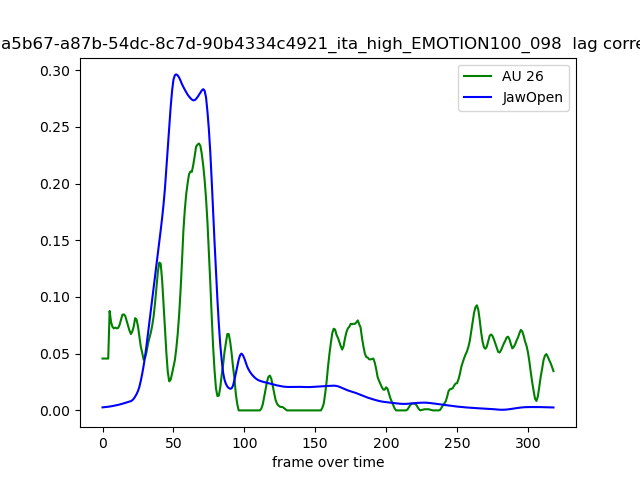 a5b67-a87b-54dc-8c7d-90b4334c4921_ita_high_EMOTION100_098 lag corre
AU 26
JawOpen
0.30
0.25
0.20
0.15
0.10
0.05
0.00
0 50 100 150 200 250 300
frame over time